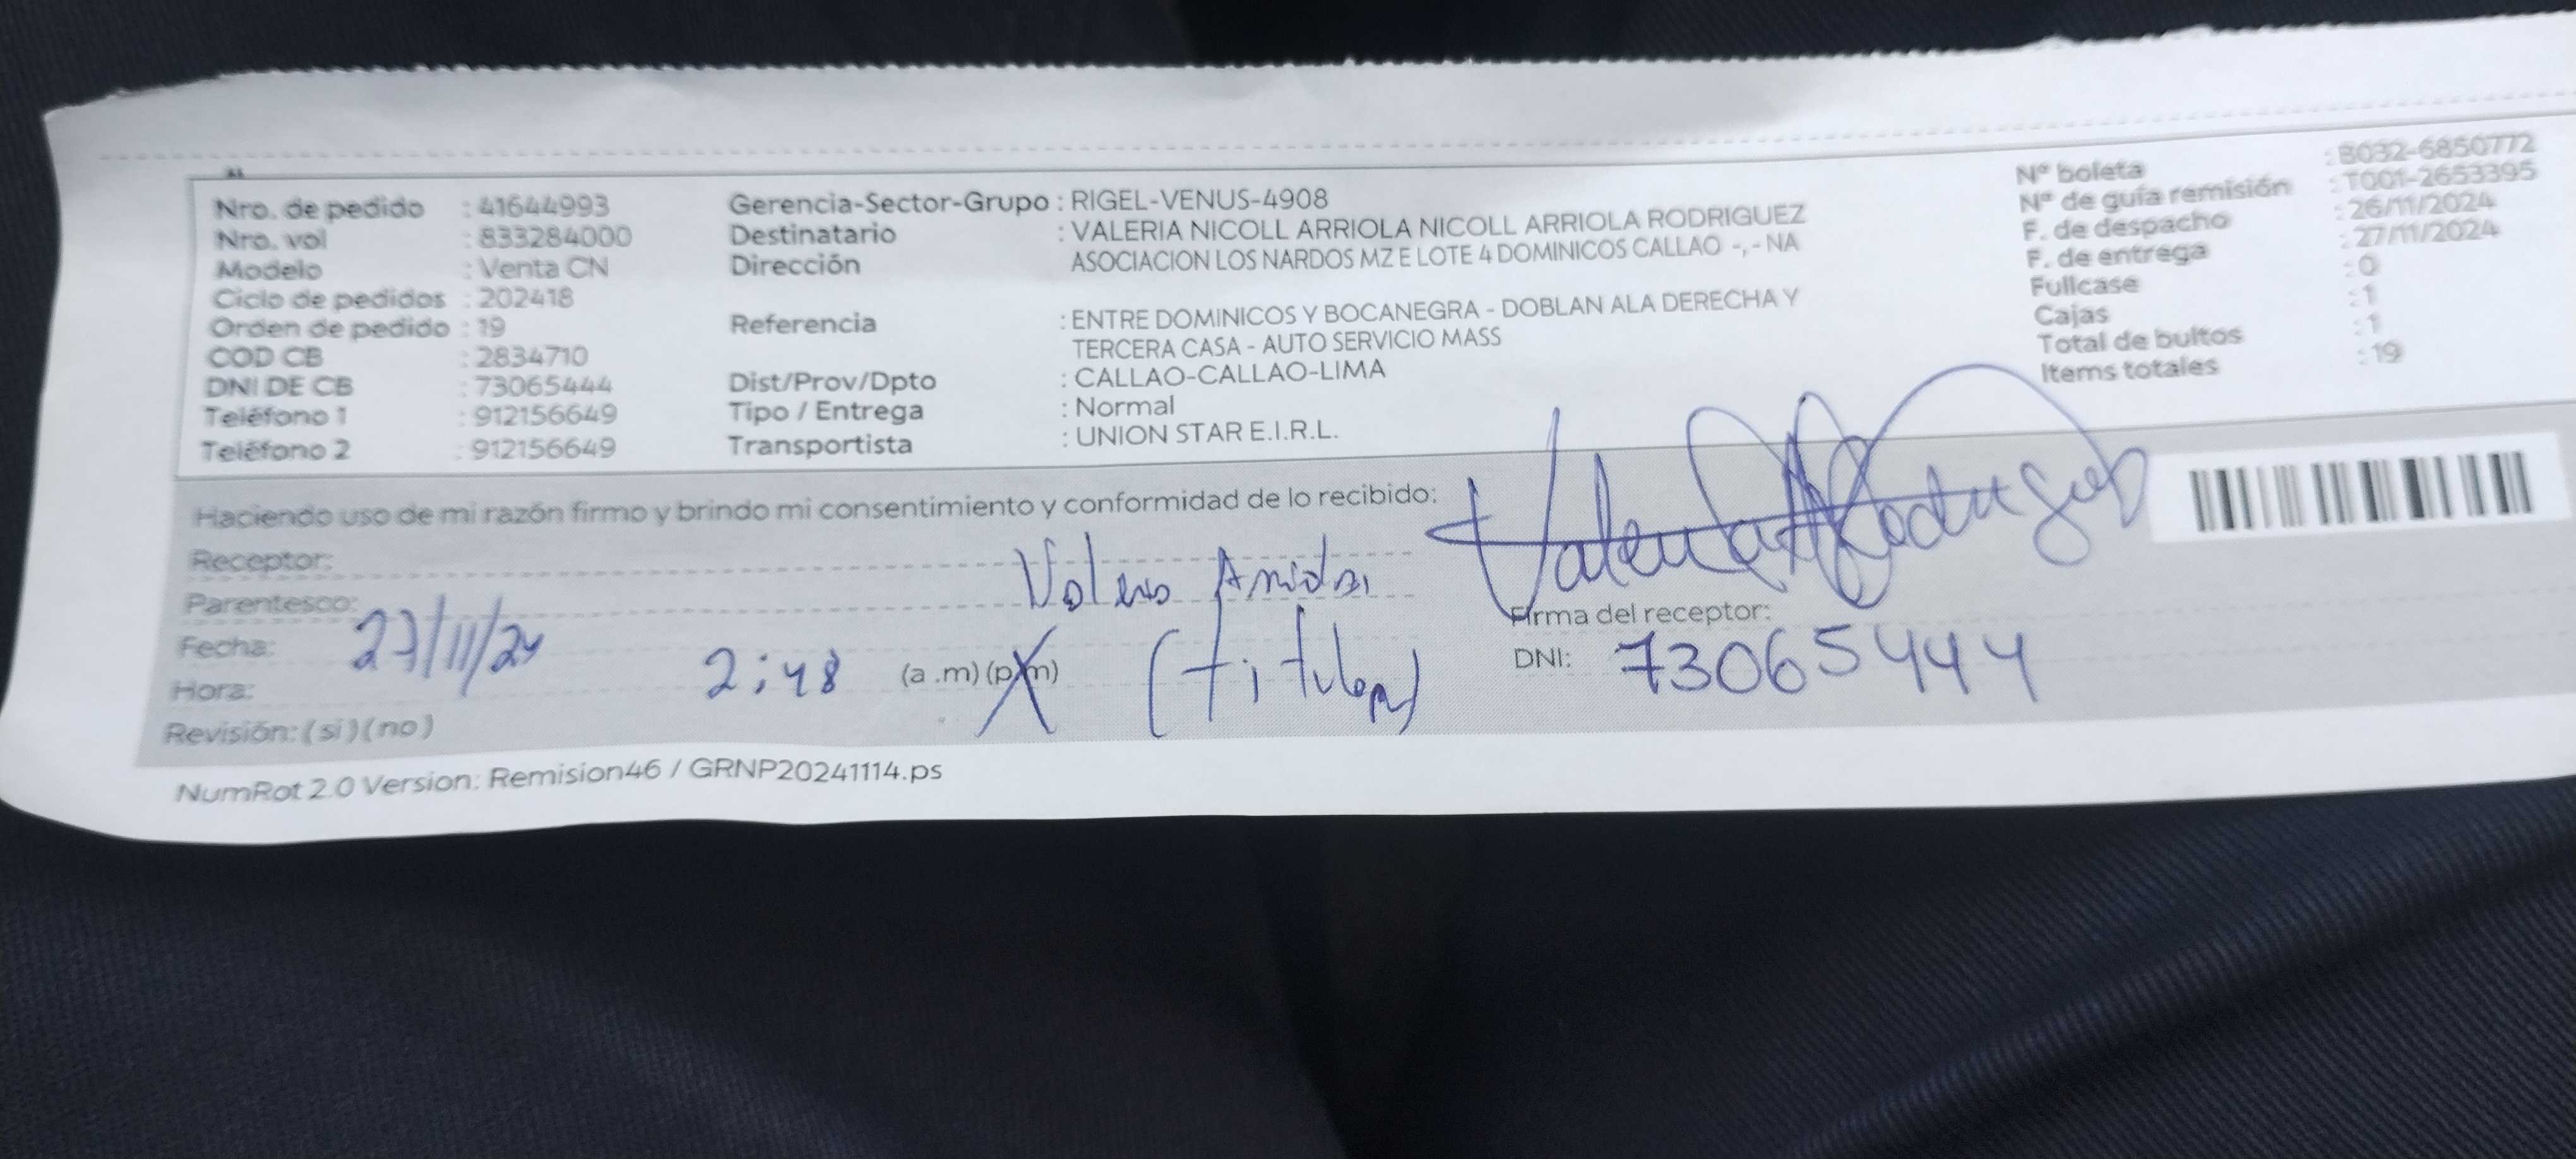 Nro. de pedido : 41644993
Nro. vol : 833284000
Modelo : Venta CN
Ciclo de pedidos : 202418
Orden de pedido : 19
COD CB : 2834710
DNI DE CB : 73065444
Teléfono 1 : 912156649
Teléfono 2 : 912156649
Gerencia-Sector-Grupo : RIGEL-VENUS-4908
Destinatario : VALERIA NICOLL ARRIOLA NICOLL ARRIOLA RODRIGUEZ
Dirección ASOCIACION LOS NARDOS MZ E LOTE 4 DOMINICOS CALLAO -,- NA
Referencia : ENTRE DOMINICOS Y BOCANEGRA - DOBLAN ALA DERECHA Y
TERCERA CASA - AUTO SERVICIO MASS
Dist/Prov/Dpto : CALLAO-CALLAO-LIMA
Tipo / Entrega : Normal
Transportista : UNION STAR E.I.R.L.
Nº boleta : B032-6850772
Nº de guía remisión : T001-2653395
F. de despacho : 26/11/2024
F. de entrega : 27/11/2024
Fullcase : 0
Cajas : 1
Total de bultos : 1
Items totales : 19
Haciendo uso de mi razón firmo y brindo mi consentimiento y conformidad de lo recibido:
Receptor:
Parentesco:
Fecha: 27/11/24
Hora: 2:48 (a .m) (p.m) (titular)
Revisión: (si) (no)
Firma del receptor:
DNI: 73065444
NumRot 2.0 Version: Remision46 / GRNP20241114.ps